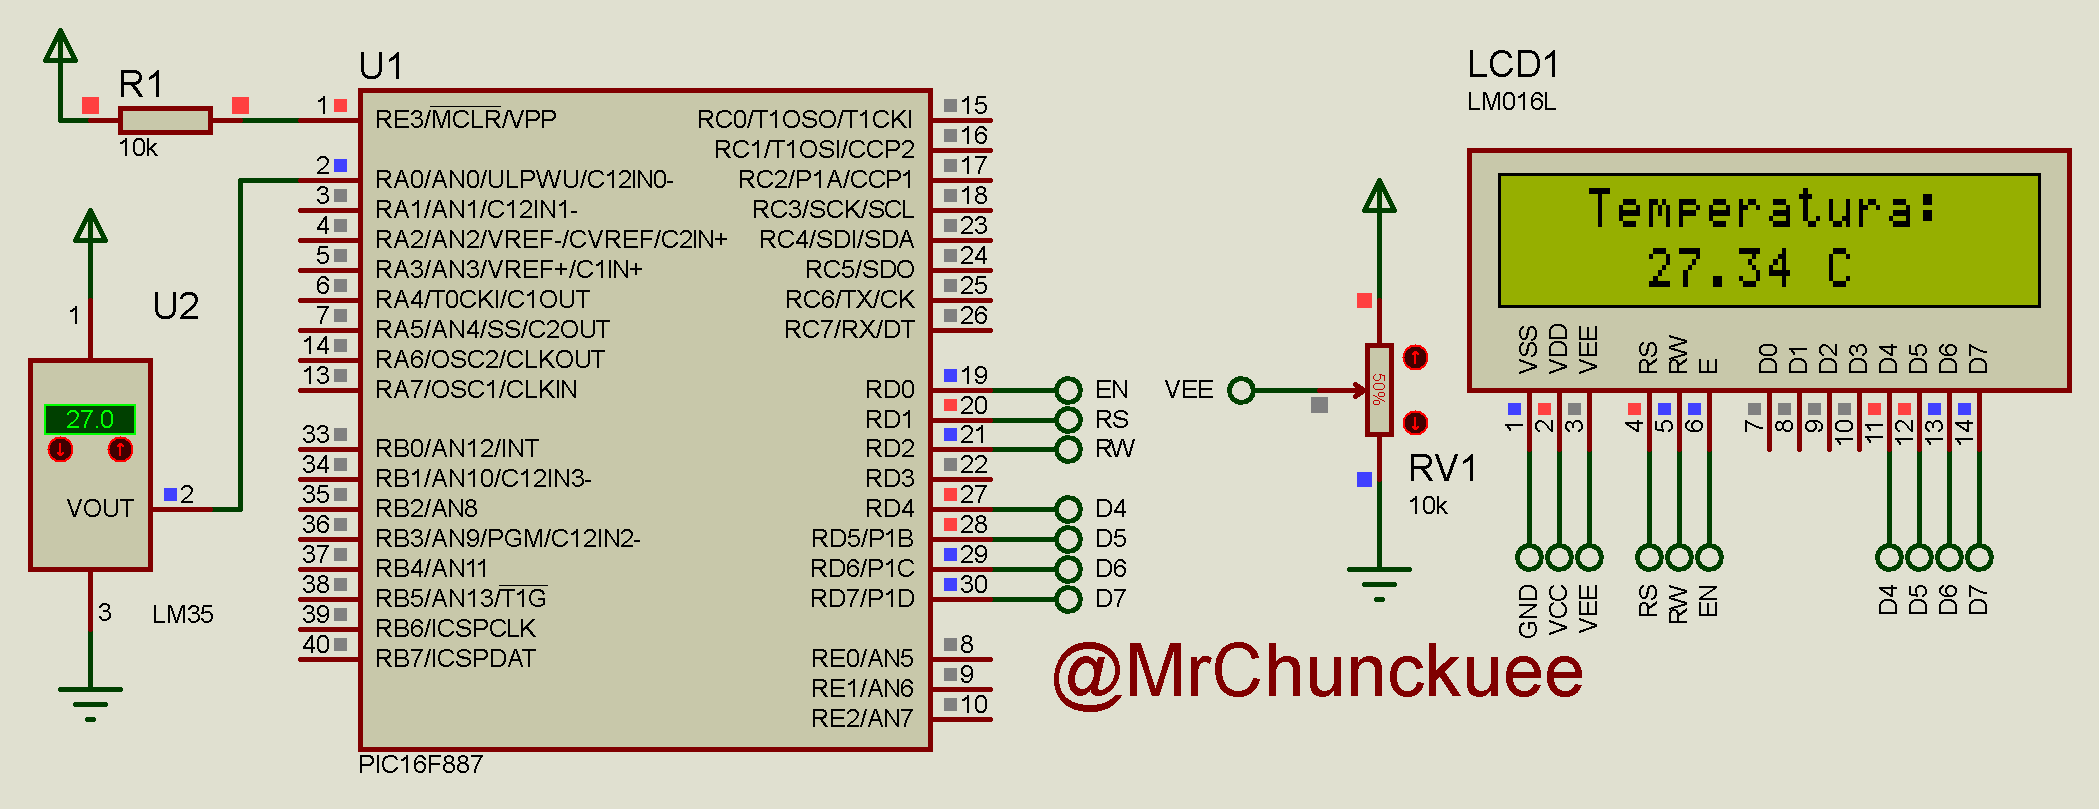 R1
10k
U1
1 RE3/MCLR/VPP
2 RA0/AN0/ULPWU/C12IN0-
3 RA1/AN1/C12IN1-
4 RA2/AN2/VREF-/CVREF/C2IN+
5 RA3/AN3/VREF+/C1IN+
6 RA4/T0CKI/C1OUT
7 RA5/AN4/SS/C2OUT
14 RA6/OSC2/CLKOUT
13 RA7/OSC1/CLKIN
33 RB0/AN12/INT
34 RB1/AN10/C12IN3-
35 RB2/AN8
36 RB3/AN9/PGM/C12IN2-
37 RB4/AN11
38 RB5/AN13/T1G
39 RB6/ICSPCLK
40 RB7/ICSPDAT
RC0/T1OSO/T1CKI 15
RC1/T1OSI/CCP2 16
RC2/P1A/CCP1 17
RC3/SCK/SCL 18
RC4/SDI/SDA 23
RC5/SDO 24
RC6/TX/CK 25
RC7/RX/DT 26
RD0 19 EN
RD1 20 RS
RD2 21 RW
RD3 22
RD4 27 D4
RD5/P1B 28 D5
RD6/P1C 29 D6
RD7/P1D 30 D7
RE0/AN5 8
RE1/AN6 9
RE2/AN7 10
PIC16F887
U2
1
27.0
VOUT 2
3
LM35
VEE
50%
RV1
10k
LCD1
LM016L
Temperatura:
27.34 C
VSS VDD VEE RS RW E D0 D1 D2 D3 D4 D5 D6 D7
1 2 3 4 5 6 7 8 9 10 11 12 13 14
GND VCC VEE RS RW EN D4 D5 D6 D7
@MrChunckuee